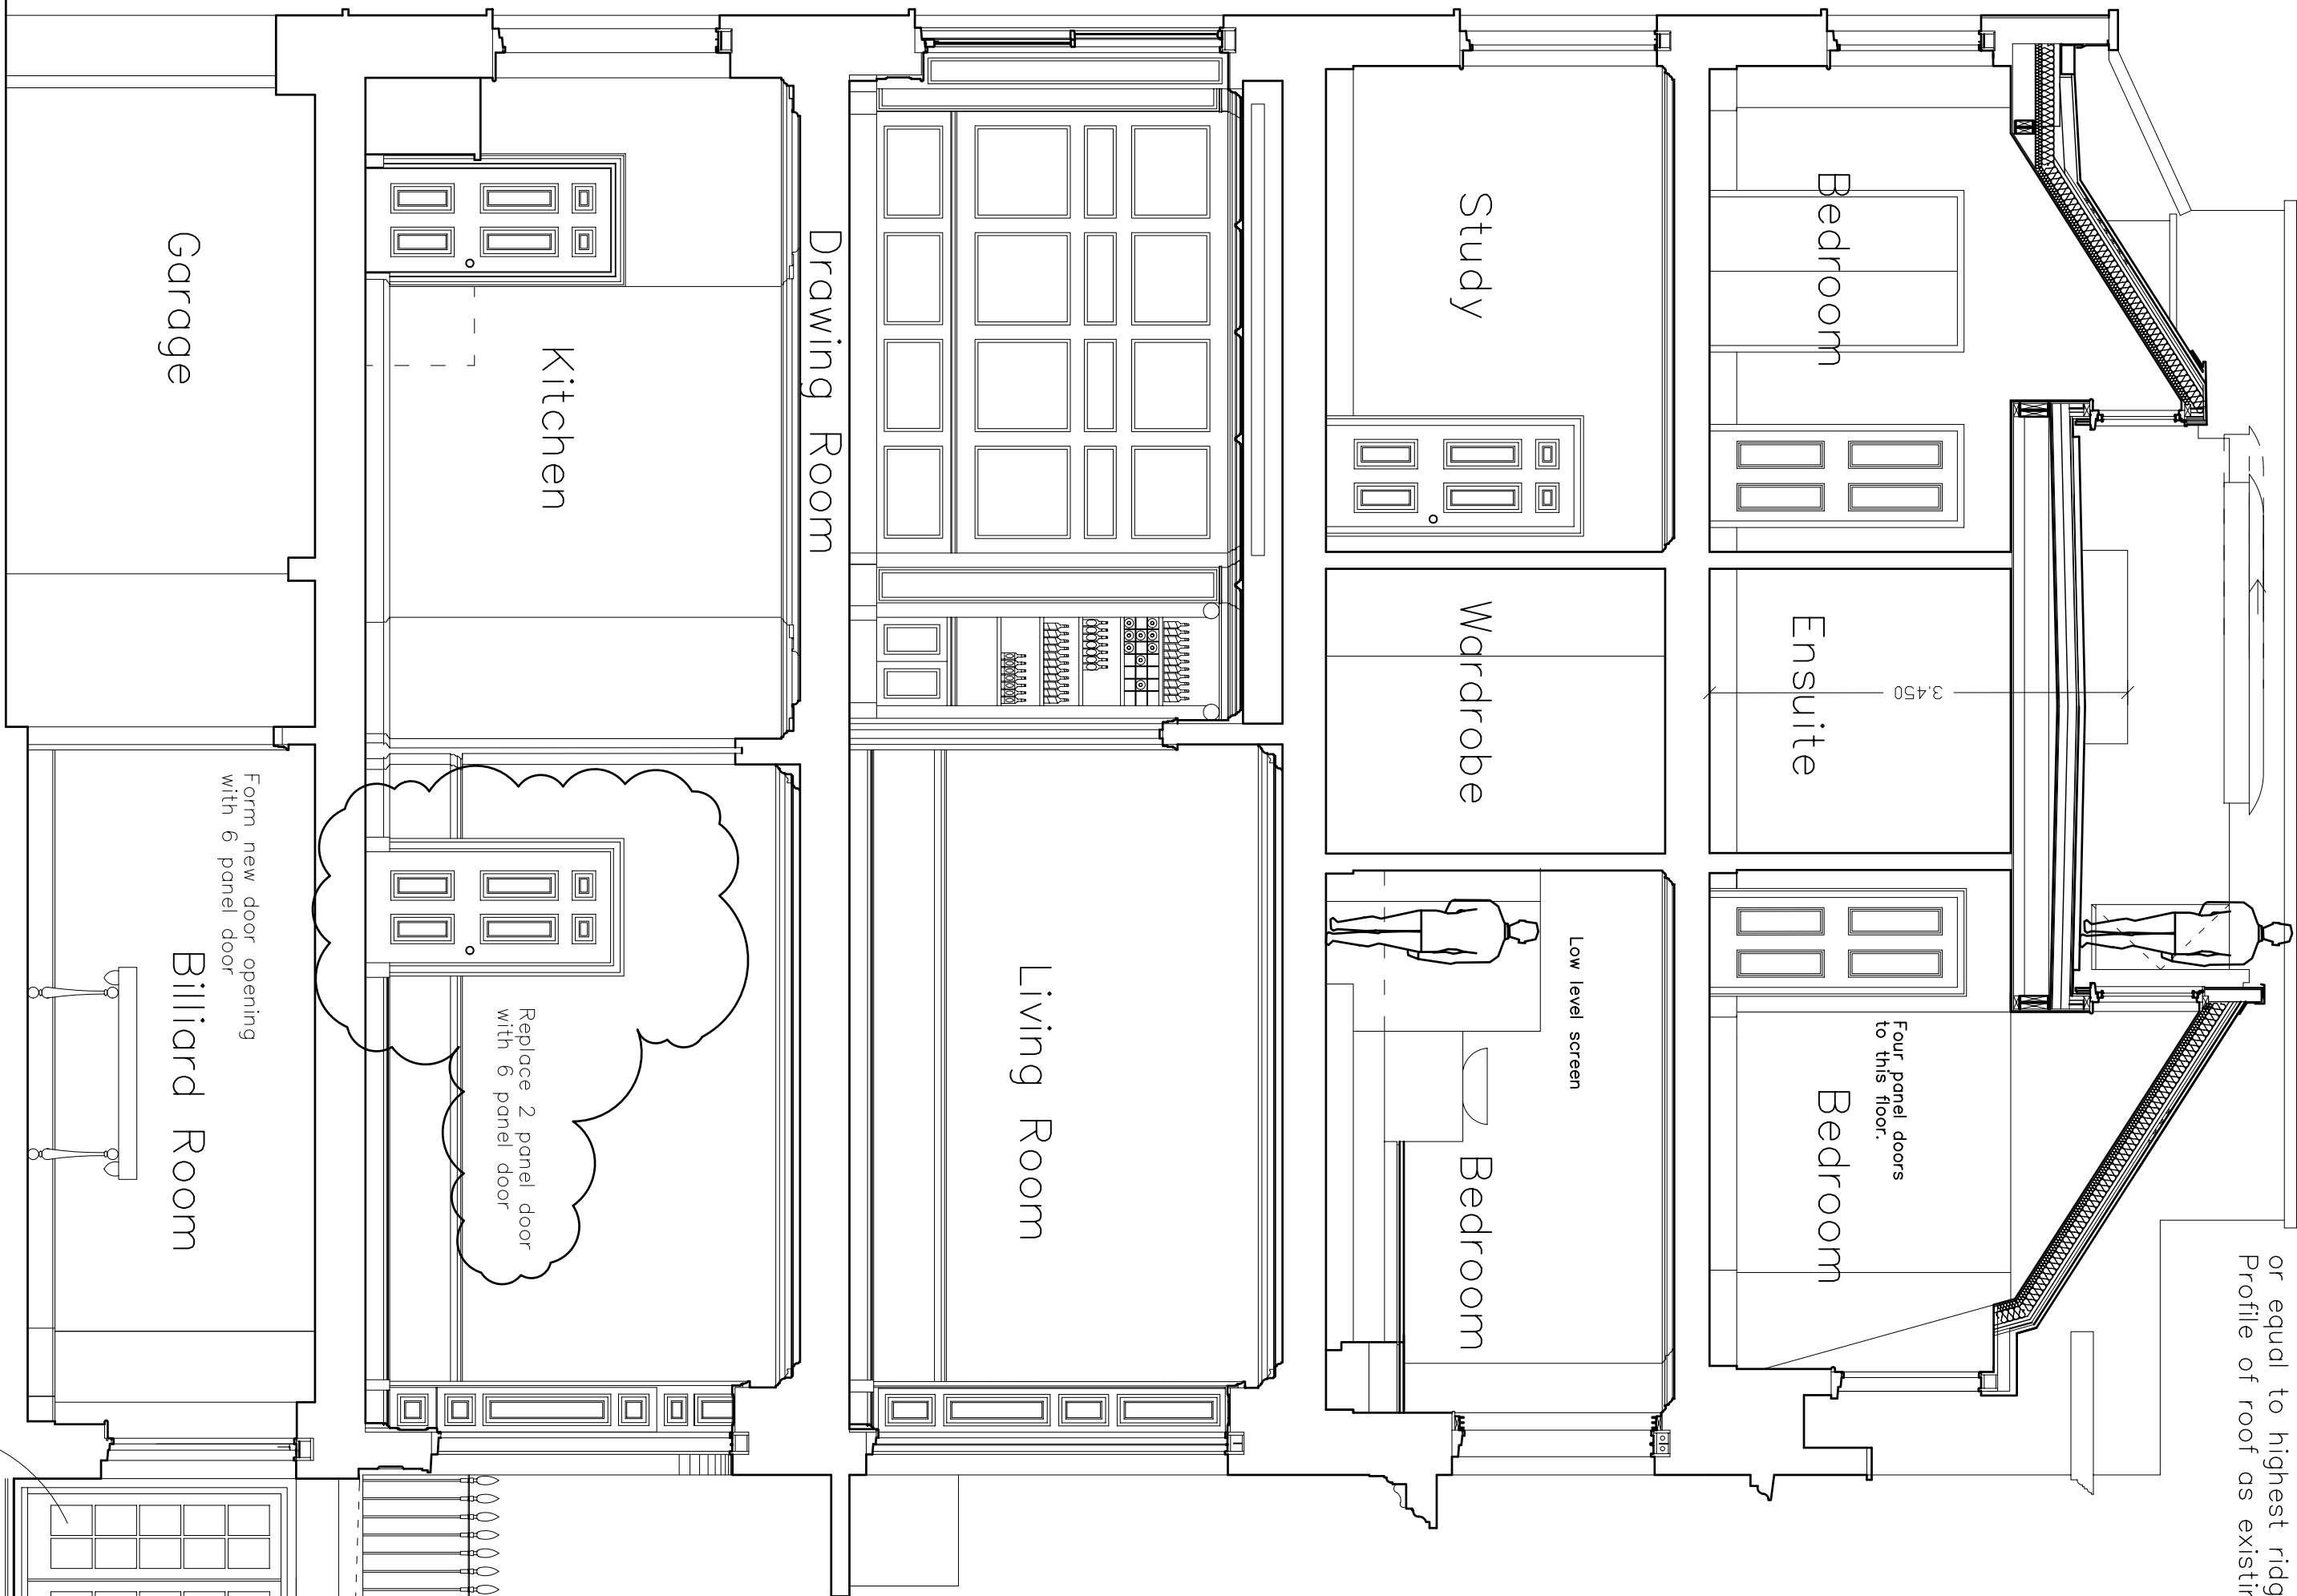 or equal to highest
Profile of roof as
Bedroom
Ensuite
3.450
Four panel doors
to this floor.
Bedroom
Study
Wardrobe
Low level screen
Bedroom
Drawing Room
Living Room
Kitchen
Replace 2 panel door
with 6 panel door
Garage
Form new door opening
with 6 panel door
Billiard Room